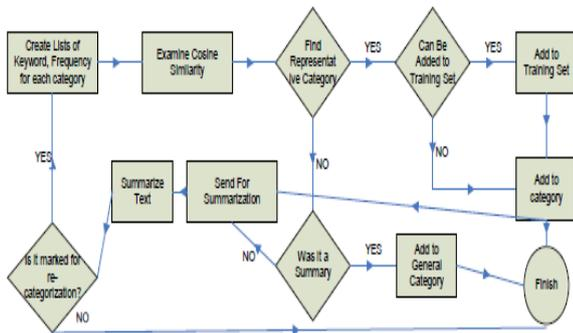 Create Lists of
Keyword, Frequency
for each category
Examine Cosine
Similarity
Find
Representat
ive Category
YES
Can Be
Added to
Training Set
YES
Add to
Training Set
YES
NO
NO
Summarize
Text
Send For
Summarization
Add to
category
Is it marked for
re-
categorization?
NO
Was it a
Summary
YES
Add to
General
Category
Finish
NO